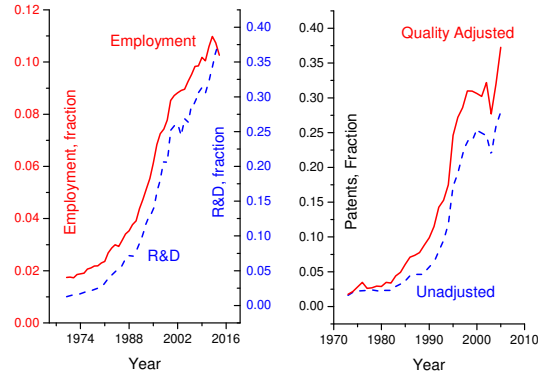 0.12
0.10
0.08
0.06
0.04
0.02
0.00
Employment, fraction
Employment
R&D
0.40
0.35
0.30
0.25
0.20
0.15
0.10
0.05
0.00
R&D, fraction
1974 1988 2002 2016
Year
0.40
0.35
0.30
0.25
0.20
0.15
0.10
0.05
0.00
Patents, Fraction
Quality Adjusted
Unadjusted
1970 1980 1990 2000 2010
Year